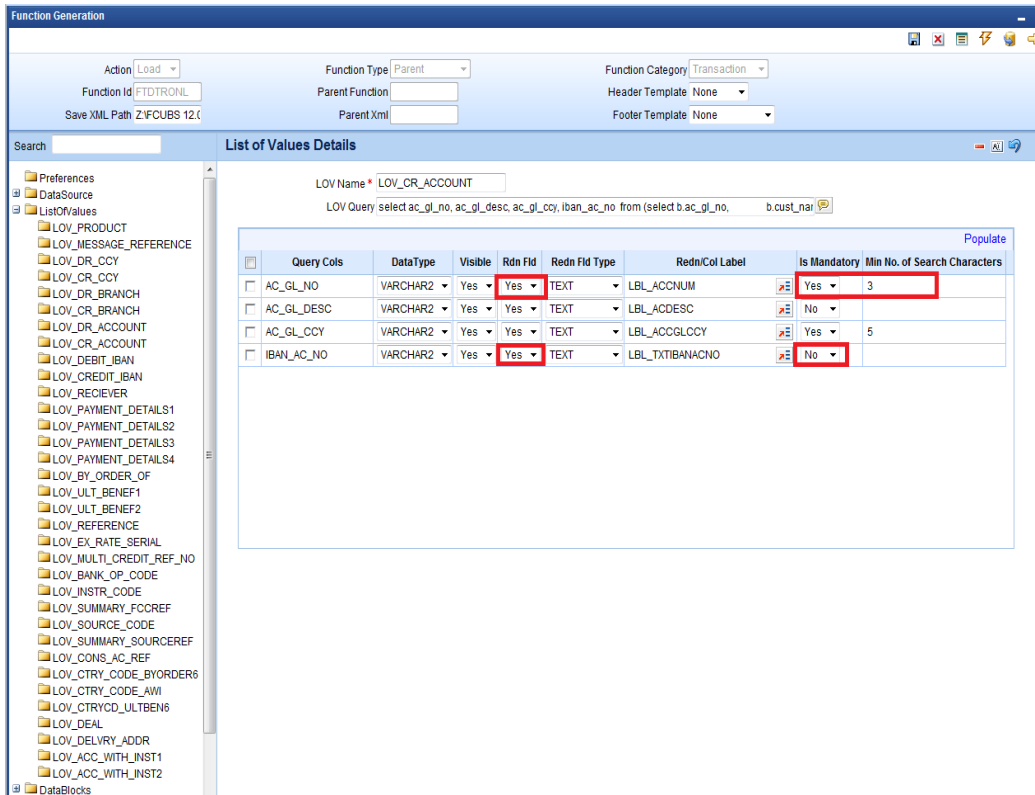 Function Generation
Action Load Function Type Parent Function Category Transaction
Function Id FTDTRONL Parent Function Header Template None
Save XML Path Z:\FCUBS 12.0 Parent Xml Footer Template None
Search List of Values Details
Preferences
DataSource
ListOfValues
LOV_PRODUCT
LOV_MESSAGE_REFERENCE
LOV_DR_CCY
LOV_CR_CCY
LOV_DR_BRANCH
LOV_CR_BRANCH
LOV_DR_ACCOUNT
LOV_CR_ACCOUNT
LOV_DEBIT_IBAN
LOV_CREDIT_IBAN
LOV_RECIEVER
LOV_PAYMENT_DETAILS1
LOV_PAYMENT_DETAILS2
LOV_PAYMENT_DETAILS3
LOV_PAYMENT_DETAILS4
LOV_BY_ORDER_OF
LOV_ULT_BENEF1
LOV_ULT_BENEF2
LOV_REFERENCE
LOV_EX_RATE_SERIAL
LOV_MULTI_CREDIT_REF_NO
LOV_BANK_OP_CODE
LOV_INSTR_CODE
LOV_SUMMARY_FCCREF
LOV_SOURCE_CODE
LOV_SUMMARY_SOURCEREF
LOV_CONS_AC_REF
LOV_CTRY_CODE_BYORDER6
LOV_CTRY_CODE_AWI
LOV_CTRYCD_ULTBEN6
LOV_DEAL
LOV_DELVRY_ADDR
LOV_ACC_WITH_INST1
LOV_ACC_WITH_INST2
DataBlocks
LOV Name * LOV_CR_ACCOUNT
LOV Query select ac_gl_no, ac_gl_desc, ac_gl_ccy, iban_ac_no from (select b.ac_gl_no, b.cust_nar
Populate
Query Cols DataType Visible Rdn Fld Redn Fld Type Redn/Col Label Is Mandatory Min No. of Search Characters
AC_GL_NO VARCHAR2 Yes Yes TEXT LBL_ACCNUM Yes 3
AC_GL_DESC VARCHAR2 Yes Yes TEXT LBL_ACDESC No
AC_GL_CCY VARCHAR2 Yes Yes TEXT LBL_ACCGLCCY Yes 5
IBAN_AC_NO VARCHAR2 Yes Yes TEXT LBL_TXTIBANACNO No